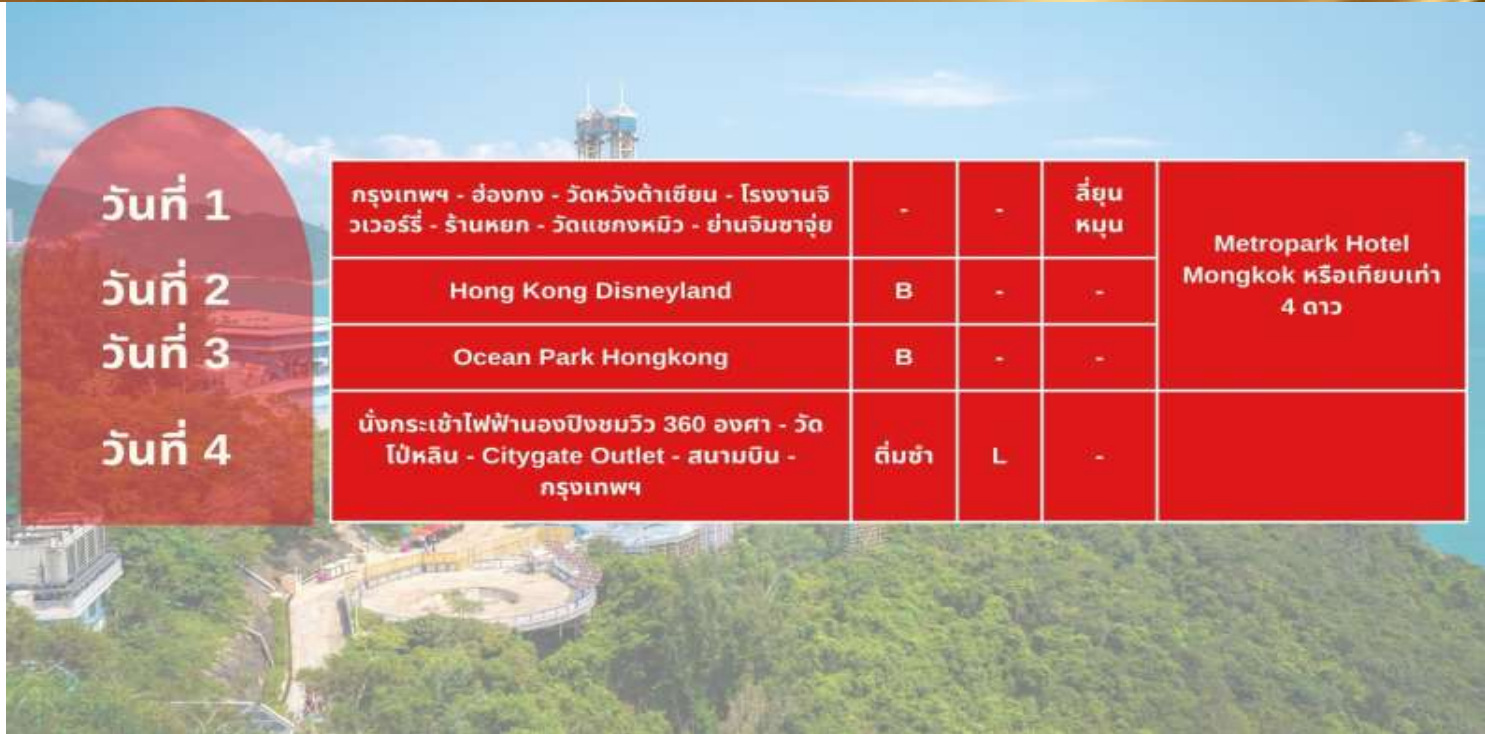 วันที่ 1
กรุงเทพฯ - ฮ่องกง - วัดหวังต้าเซียน - โรงงานจิ
วเวอร์รี่ - ร้านหยก - วัดแชกงหมิว - ย่านจิมซาจุ่ย
-
-
ลี่ยุน
หมุน
Metropark Hotel
Mongkok หรือเทียบเท่า
4 ดาว
วันที่ 2
Hong Kong Disneyland
B
-
-
วันที่ 3
Ocean Park Hongkong
B
-
-
วันที่ 4
นั่งกระเช้าไฟฟ้านองปิงชมวิว 360 องศา - วัด
โป่หลิน - Citygate Outlet - สนามบิน -
กรุงเทพฯ
ติ่มซำ
L
-